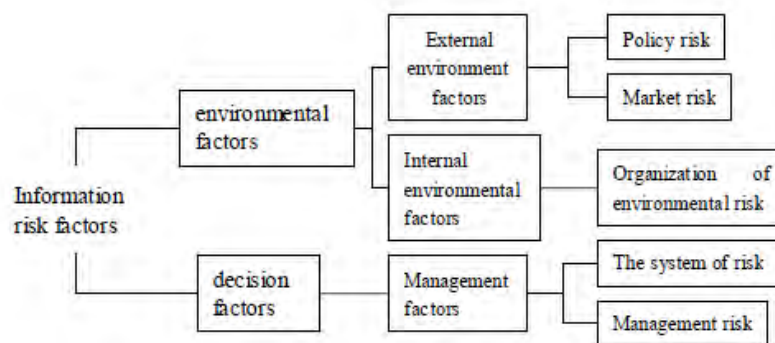 Information
risk factors
environmental
factors
External
environment
factors
Policy risk
Market risk
Internal
environmental
factors
Organization of
environmental risk
decision
factors
Management
factors
The system of risk
Management risk